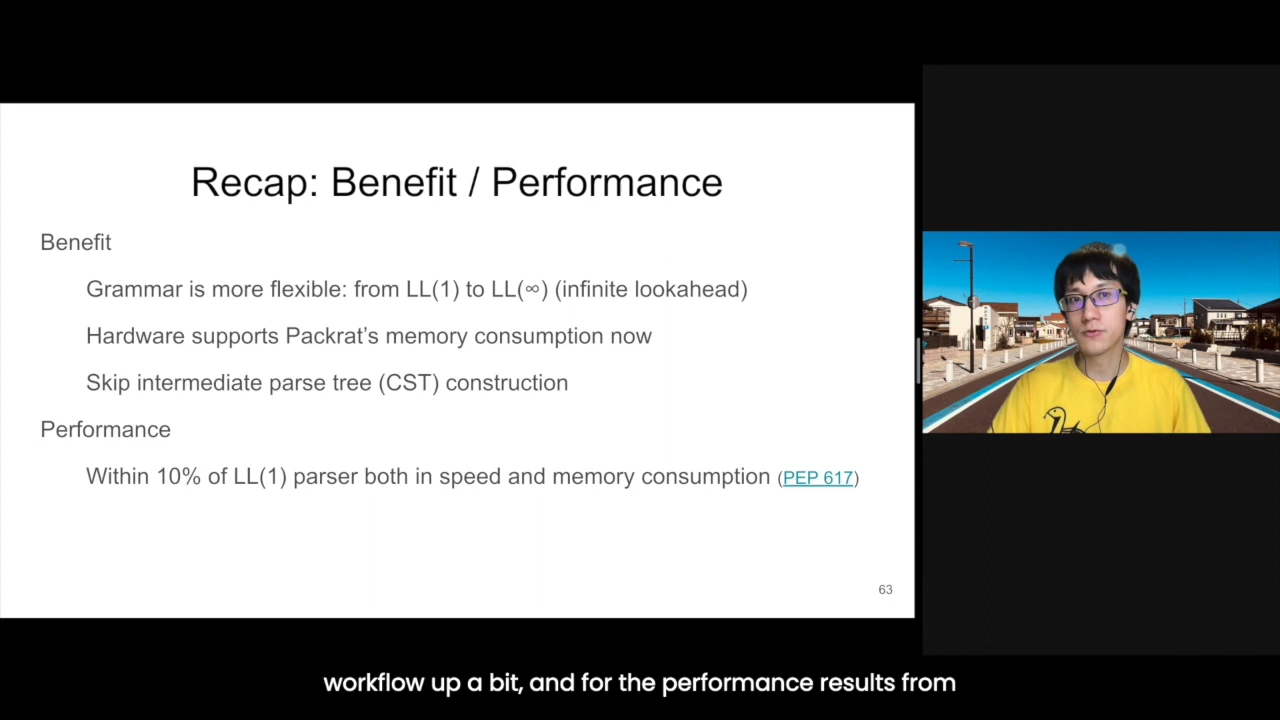 Recap: Benefit / Performance
Benefit
Grammar is more flexible: from LL(1) to LL(∞) (infinite lookahead)
Hardware supports Packrat’s memory consumption now
Skip intermediate parse tree (CST) construction
Performance
Within 10% of LL(1) parser both in speed and memory consumption (PEP 617)
63
workflow up a bit, and for the performance results from